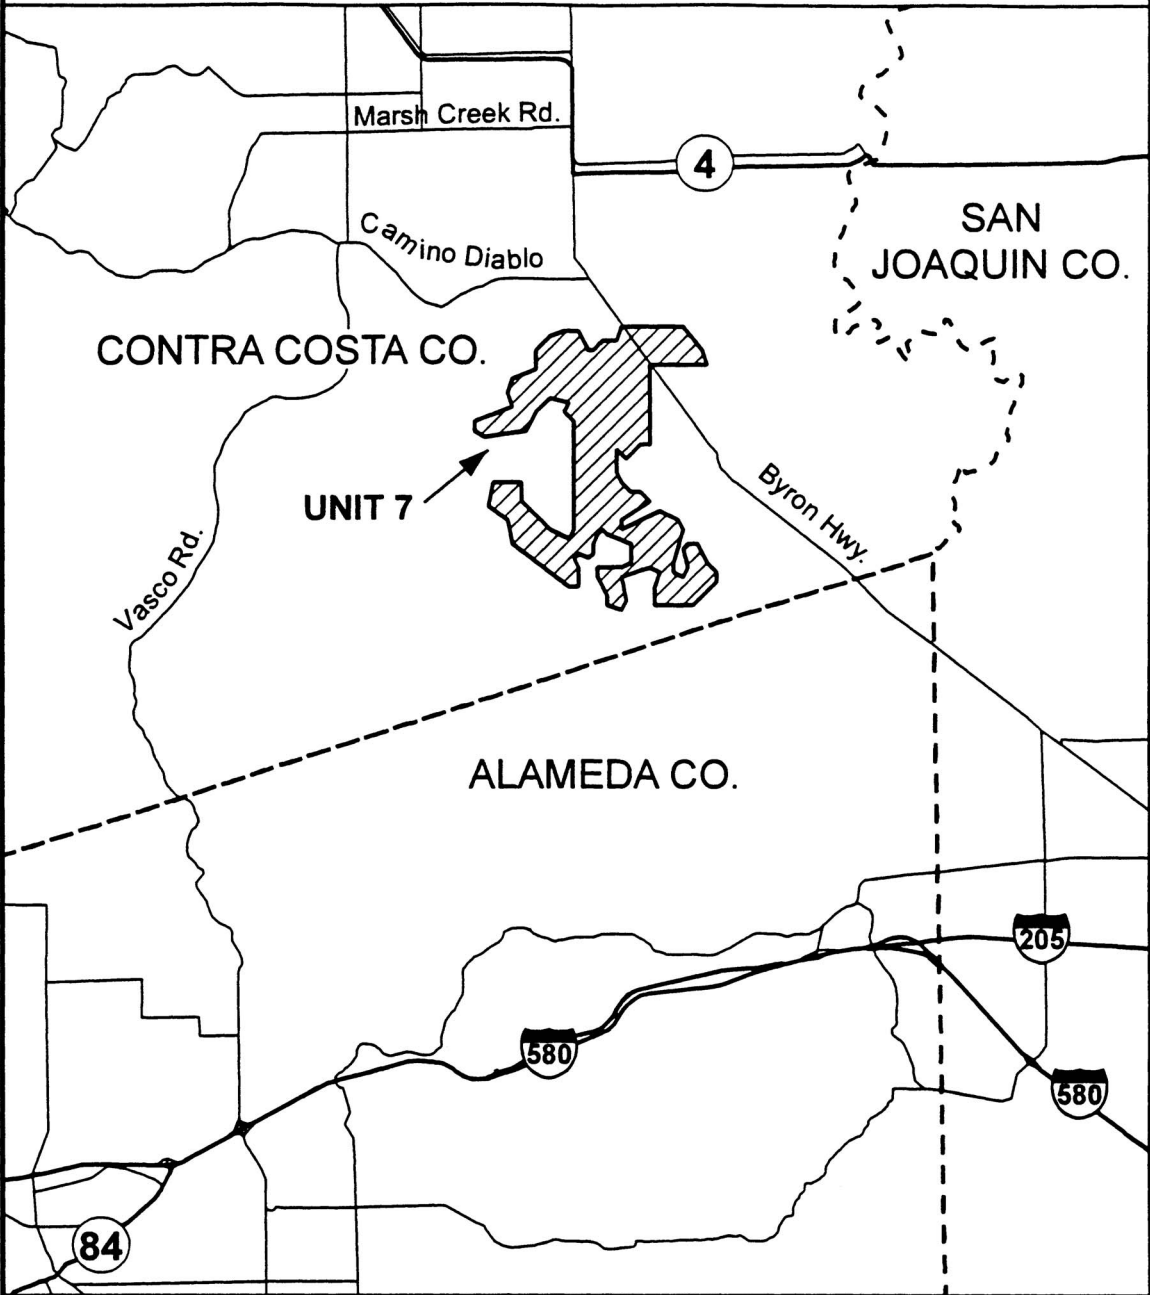 Marsh Creek Rd.
4
SAN
JOAQUIN CO.
Camino Diablo
CONTRA COSTA CO.
UNIT 7
Byron Hwy.
Vasco Rd.
ALAMEDA CO.
205
580
580
84